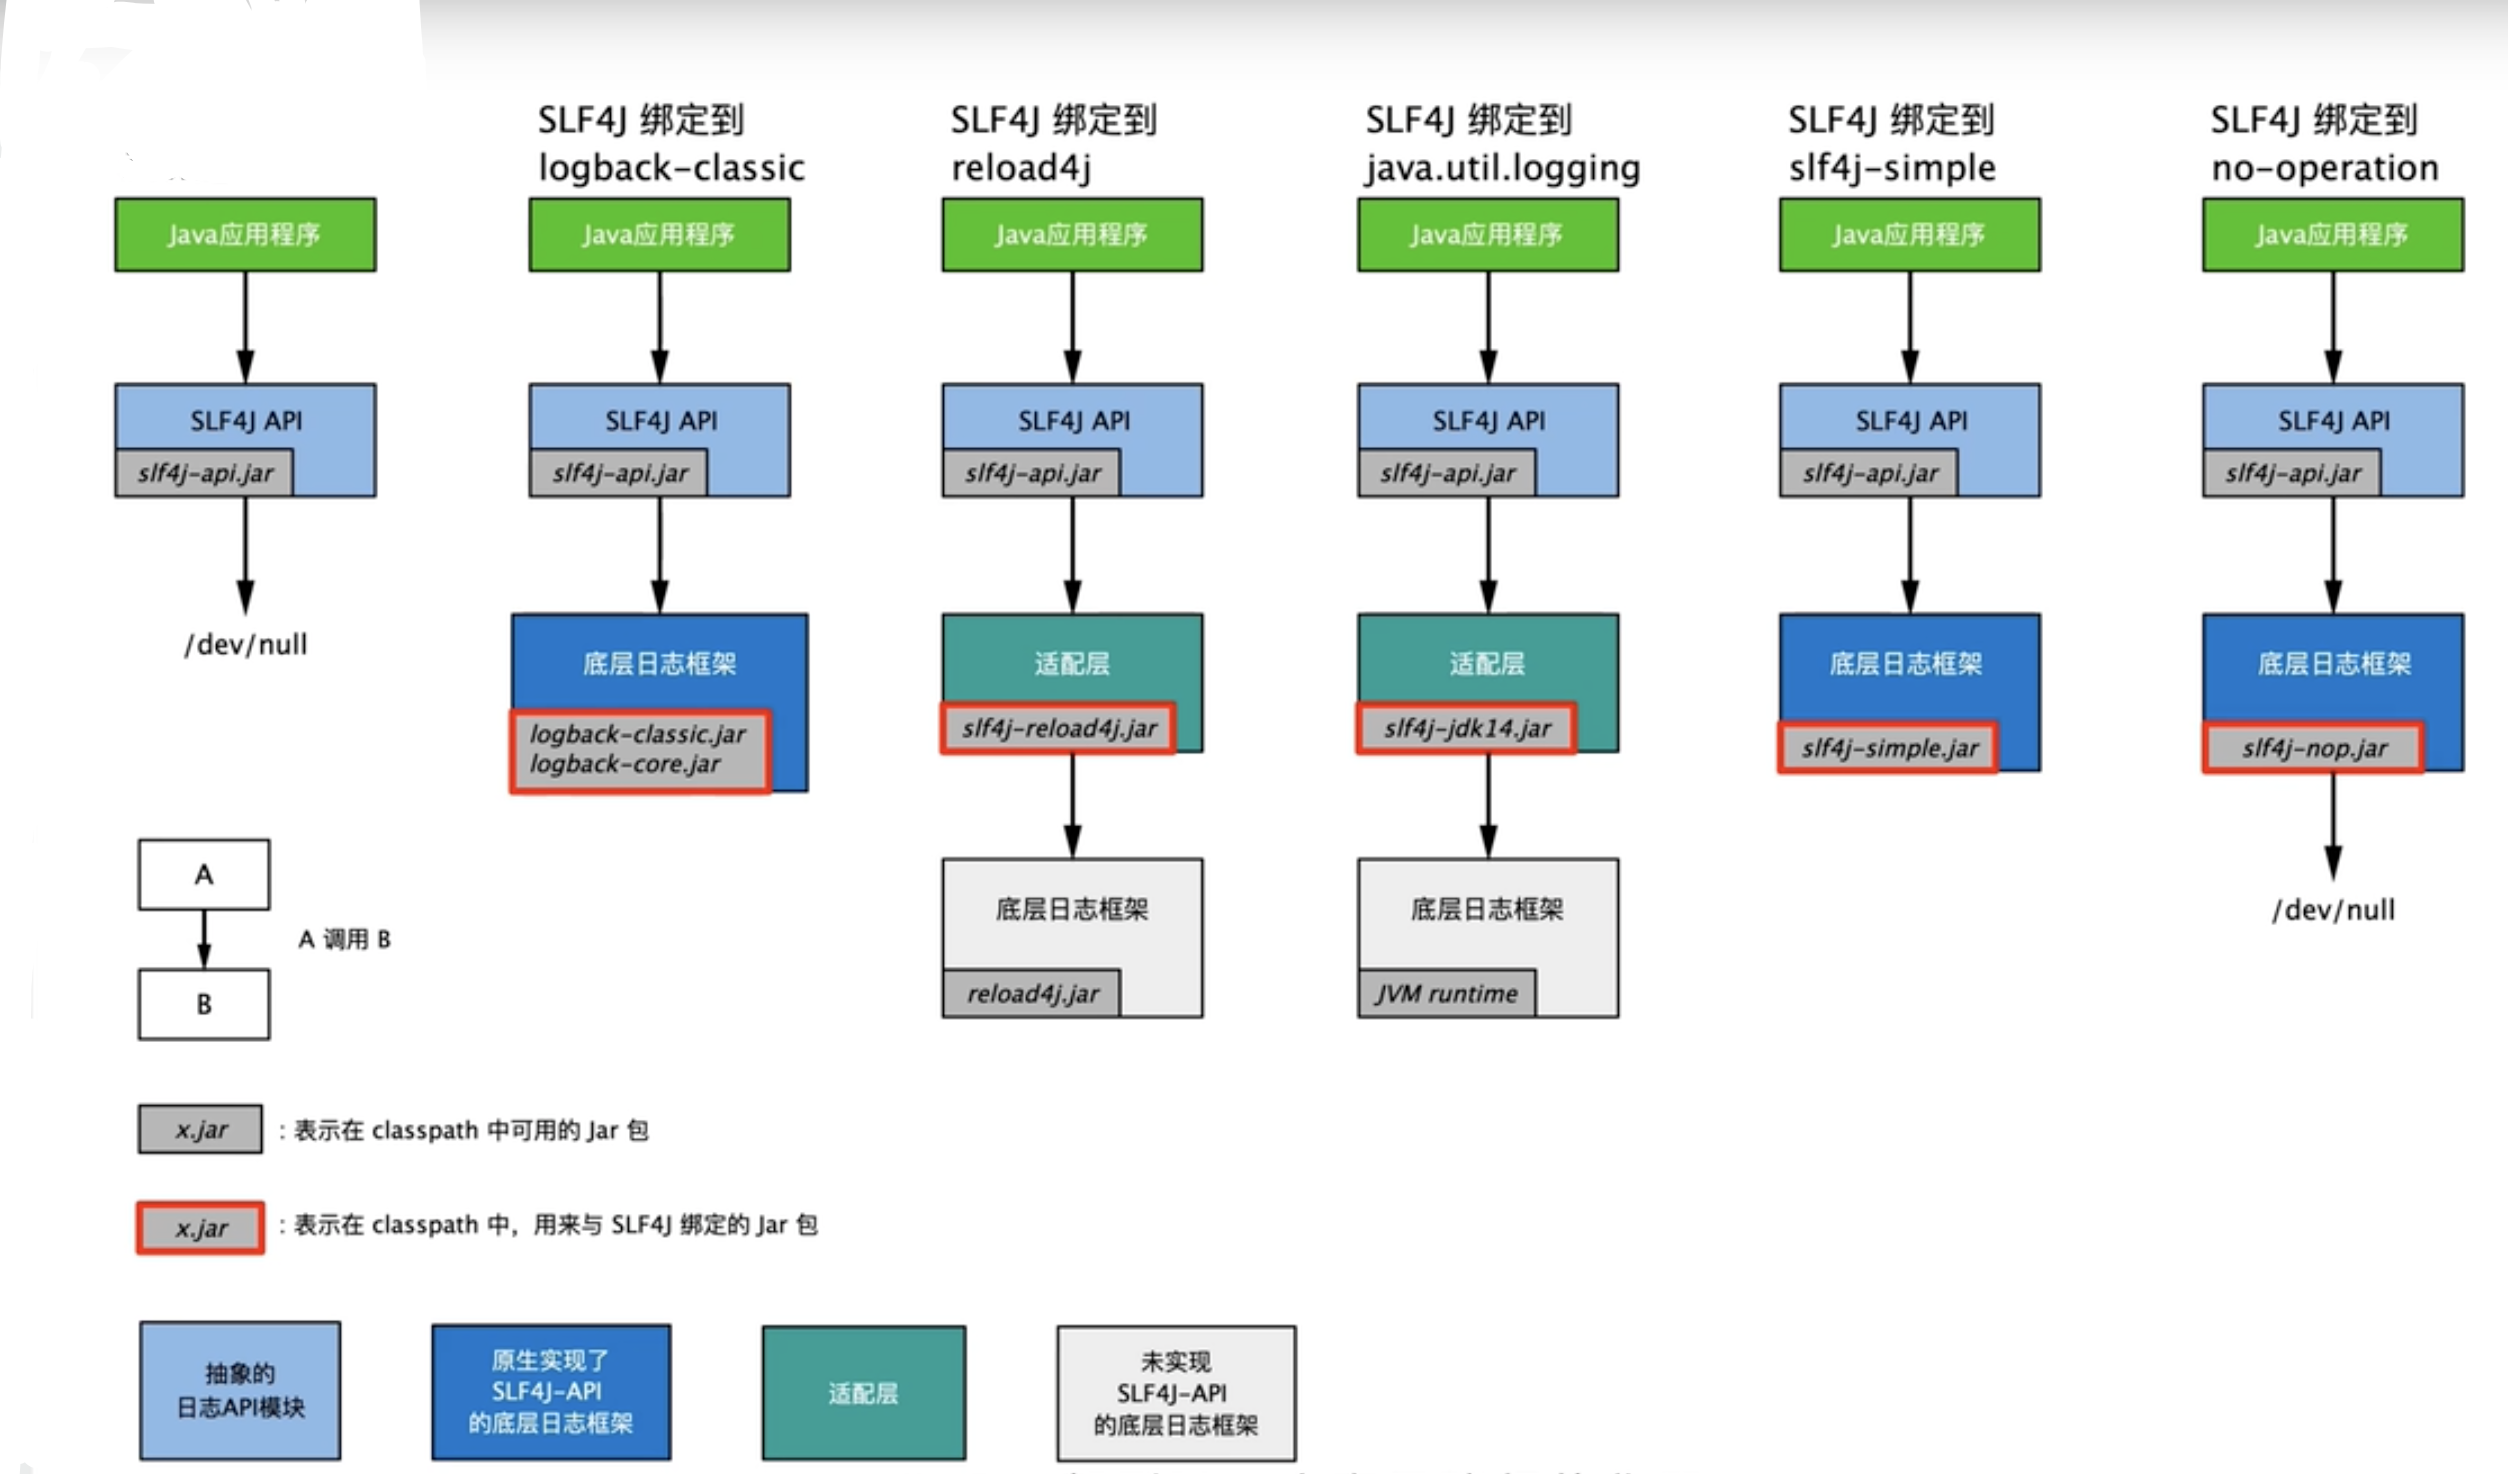 SLF4J 绑定到
logback-classic
SLF4J 绑定到
reload4j
SLF4J 绑定到
java.util.logging
SLF4J 绑定到
slf4j-simple
SLF4J 绑定到
no-operation
Java应用程序
Java应用程序
Java应用程序
Java应用程序
Java应用程序
Java应用程序
SLF4J API
SLF4J API
SLF4J API
SLF4J API
SLF4J API
SLF4J API
slf4j-api.jar
slf4j-api.jar
slf4j-api.jar
slf4j-api.jar
slf4j-api.jar
slf4j-api.jar
/dev/null
底层日志框架
logback-classic.jar
logback-core.jar
适配层
slf4j-reload4j.jar
适配层
slf4j-jdk14.jar
底层日志框架
slf4j-simple.jar
底层日志框架
slf4j-nop.jar
底层日志框架
reload4j.jar
底层日志框架
JVM runtime
/dev/null
A
A 调用 B
B
x.jar
: 表示在 classpath 中可用的 Jar 包
x.jar
: 表示在 classpath 中，用来与 SLF4J 绑定的 Jar 包
抽象的
日志API模块
原生实现了
SLF4J-API
的底层日志框架
适配层
未实现
SLF4J-API
的底层日志框架